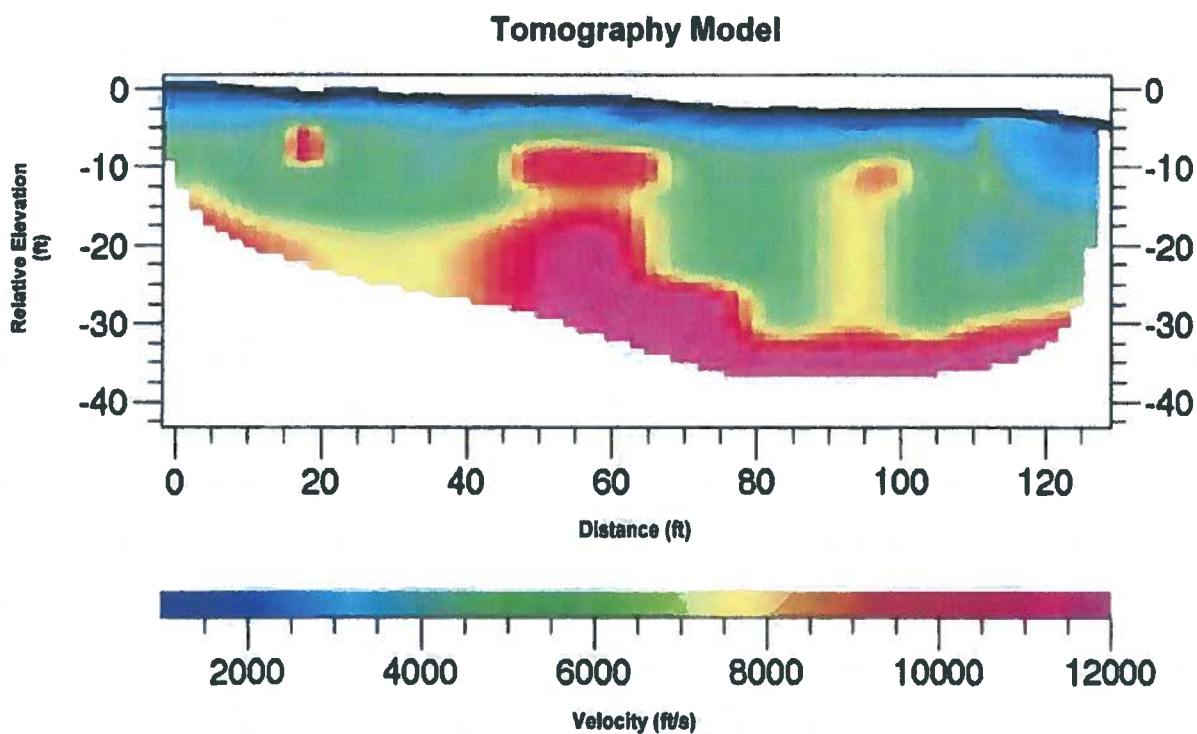 Tomography Model
0
-10
-20
-30
-40
0
-10
-20
-30
-40
Relative Elevation
(ft)
0 20 40 60 80 100 120
Distance (ft)
2000 4000 6000 8000 10000 12000
Velocity (ft/s)